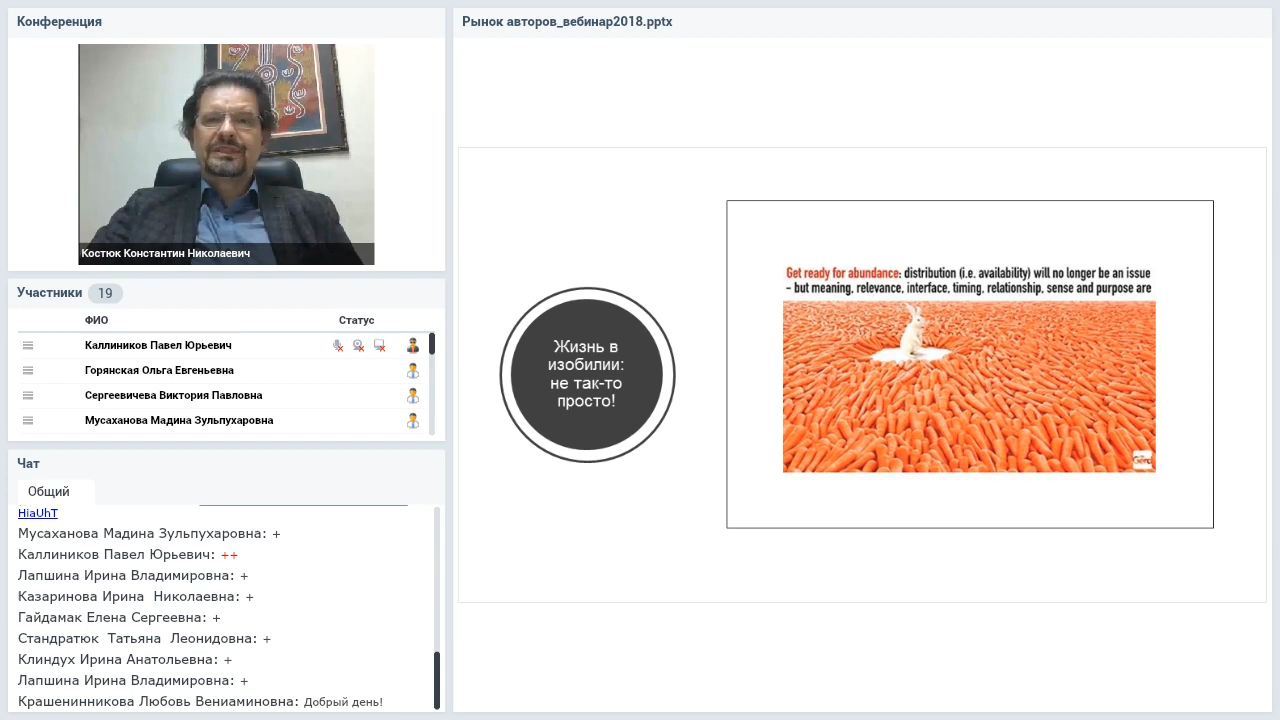 Конференция
Костюк Константин Николаевич
Участники 19
ФИО Статус
Каллиников Павел Юрьевич
Горянская Ольга Евгеньевна
Сергеевичева Виктория Павловна
Мусаханова Мадина Зульпухаровна
Чат
Общий
HiaUhT
Мусаханова Мадина Зульпухаровна: +
Каллиников Павел Юрьевич: ++
Лапшина Ирина Владимировна: +
Казаринова Ирина  Николаевна: +
Гайдамак Елена Сергеевна: +
Стандратюк  Татьяна  Леонидовна: +
Клиндух Ирина Анатольевна: +
Лапшина Ирина Владимировна: +
Крашенинникова Любовь Вениаминовна: Добрый день!
Рынок авторов_вебинар2018.pptx
Жизнь в
изобилии:
не так-то
просто!
Get ready for abundance: distribution (i.e. availability) will no longer be an issue
– but meaning, relevance, interface, timing, relationship, sense and purpose are